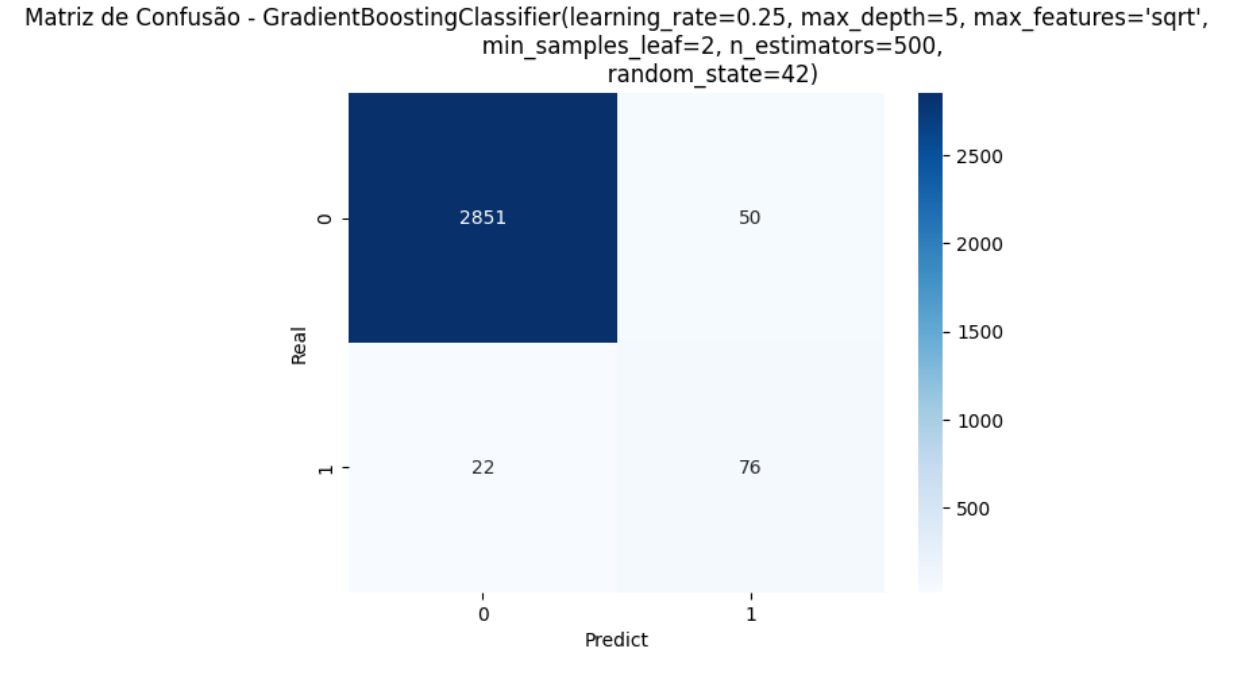 Matriz de Confusão - GradientBoostingClassifier(learning_rate=0.25, max_depth=5, max_features='sqrt',
min_samples_leaf=2, n_estimators=500,
random_state=42)
2851
50
22
76
0
1
Real
0
1
Predict
2500
2000
1500
1000
500